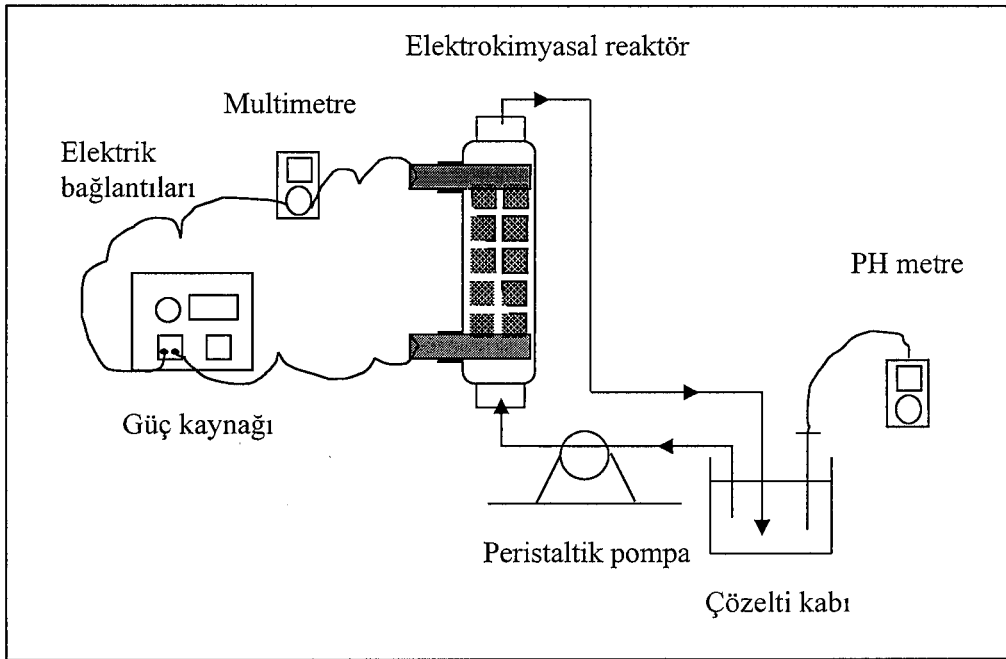 Elektrokimyasal reaktör
Multimetre
Elektrik
bağlantıları
PH metre
Güç kaynağı
Peristaltik pompa
Çözelti kabı